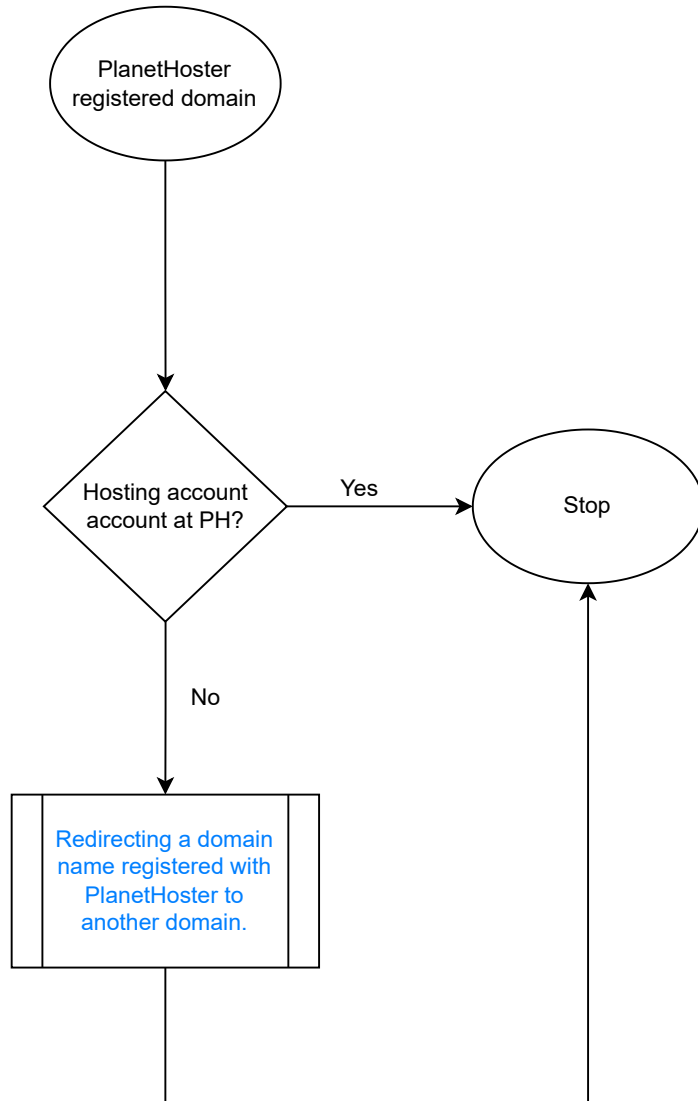 PlanetHoster
registered domain
Hosting account
account at PH?
Yes
Stop
No
Redirecting a domain
name registered with
PlanetHoster to
another domain.